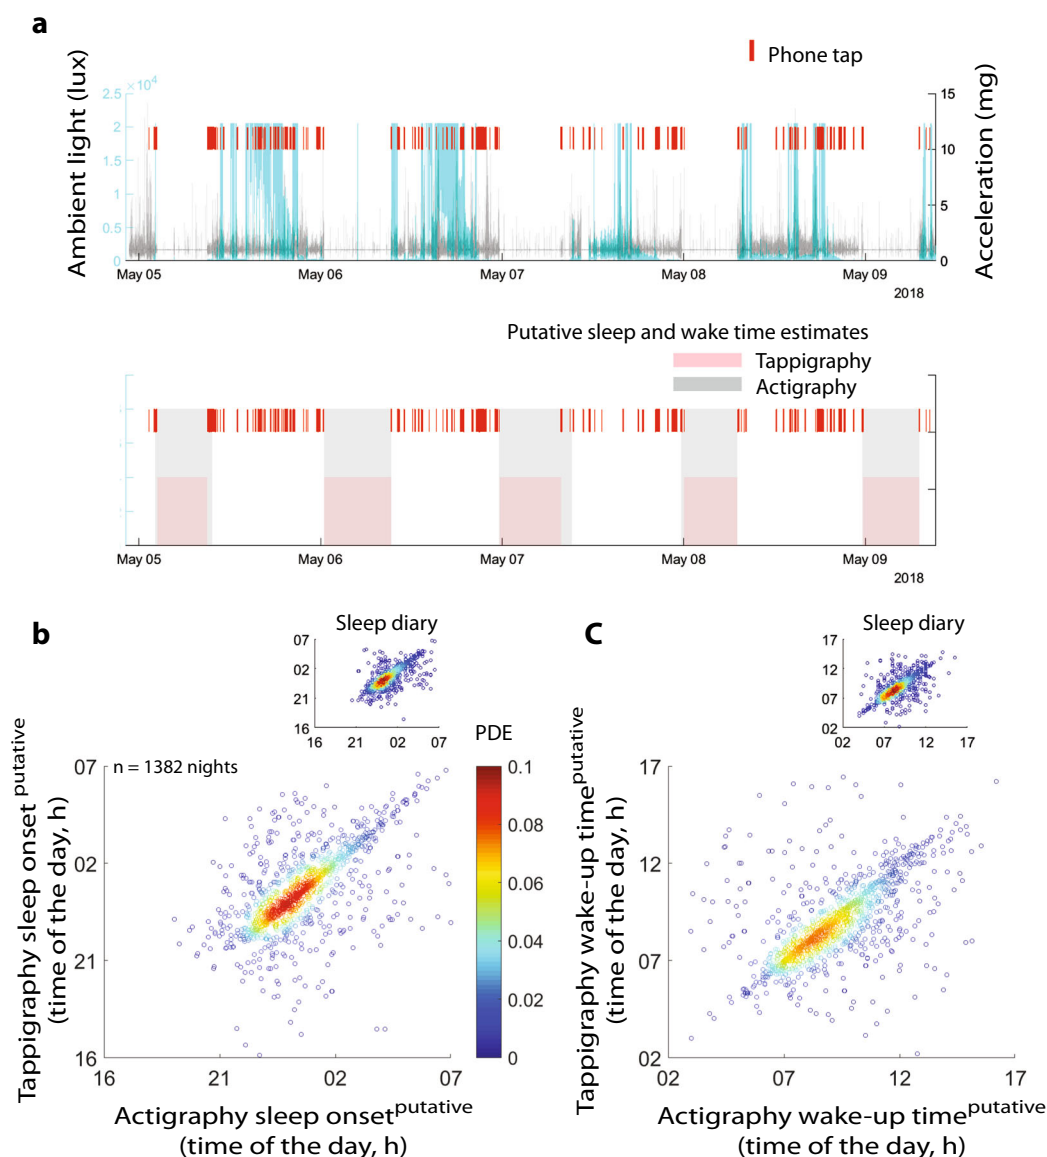 a
Phone tap
Ambient light (lux)
× 10⁴
2.5
2
1.5
1
0.5
0
Acceleration (mg)
15
10
5
0
May 05
May 06
May 07
May 08
May 09
2018
Putative sleep and wake time estimates
Tappigraphy
Actigraphy
May 05
May 06
May 07
May 08
May 09
2018
b
Sleep diary
07
02
21
16
16
21
02
07
PDE
n = 1382 nights
Tappigraphy sleep onset putative
(time of the day, h)
07
02
21
16
16
21
02
07
0.1
0.08
0.06
0.04
0.02
0
Actigraphy sleep onset putative
(time of the day, h)
C
Sleep diary
17
12
07
02
02
07
12
17
Tappigraphy wake-up time putative
(time of the day, h)
17
12
07
02
02
07
12
17
Actigraphy wake-up time putative
(time of the day, h)